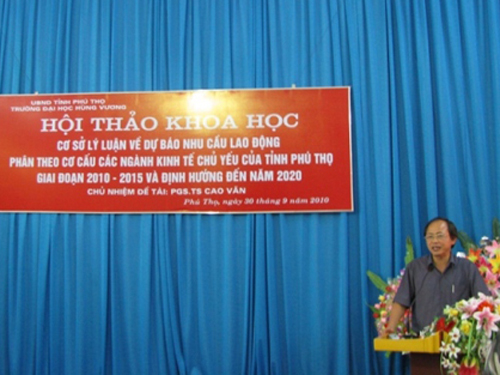 UBND TỈNH PHÚ THỌ
TRƯỜNG ĐẠI HỌC HÙNG VƯƠNG
HỘI THẢO KHOA HỌC
CƠ SỞ LÝ LUẬN VỀ DỰ BÁO NHU CẦU LAO ĐỘNG
PHÂN THEO CƠ CẤU CÁC NGÀNH KINH TẾ CHỦ YẾU CỦA TỈNH PHÚ THỌ
GIAI ĐOẠN 2010 - 2015 VÀ ĐỊNH HƯỚNG ĐẾN NĂM 2020
CHỦ NHIỆM ĐỀ TÀI: PGS.TS CAO VĂN
Phú Thọ, ngày 30 tháng 9 năm 2010